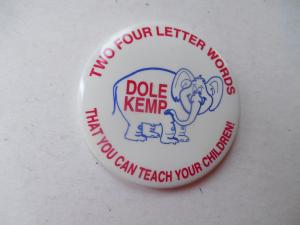 TWO FOUR LETTER WORDS
DOLE
KEMP
THAT YOU CAN TEACH YOUR CHILDREN!